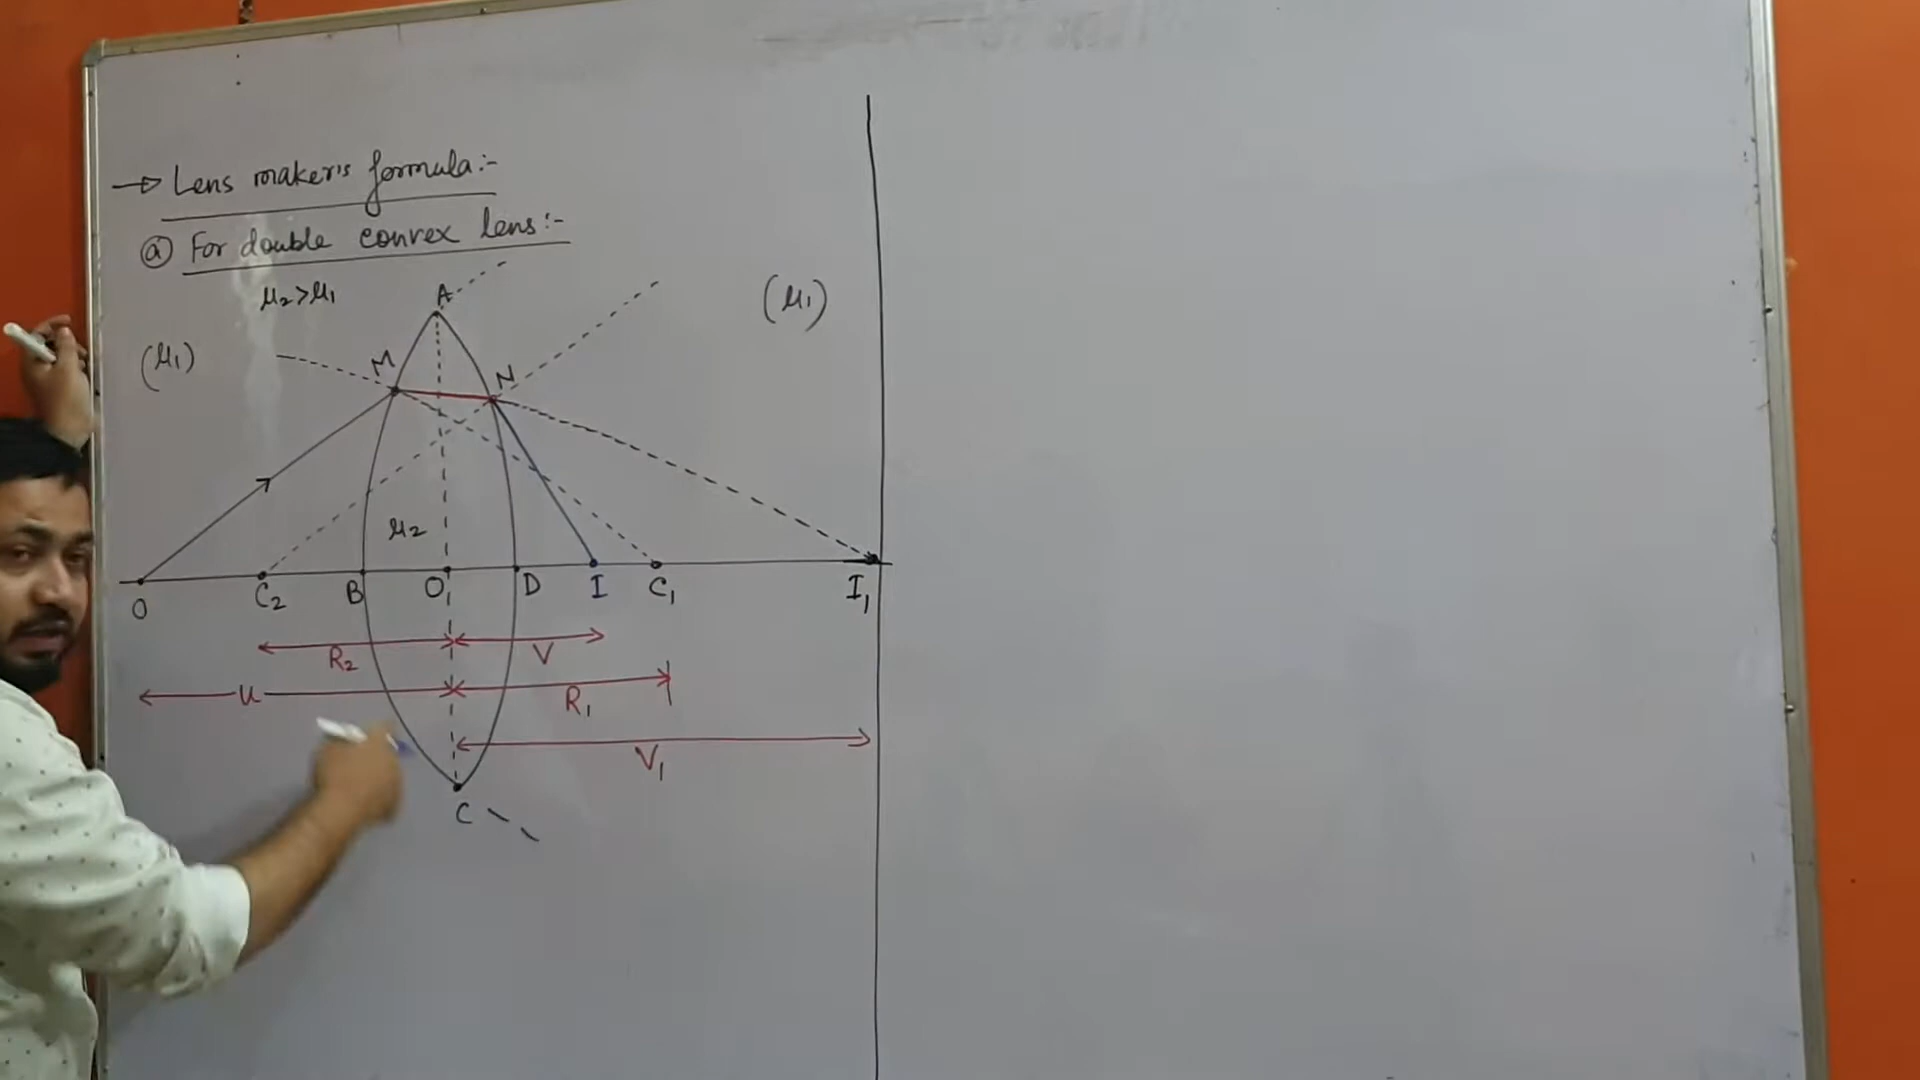 → Lens maker's formula:-
ⓐ For double convex lens:-
μ₂>μ₁
A
(μ₁)
(μ₁)
M
N
μ₂
O C₂ B O₁ D I C₁ I₁
R₂ V
u R₁
V₁
C